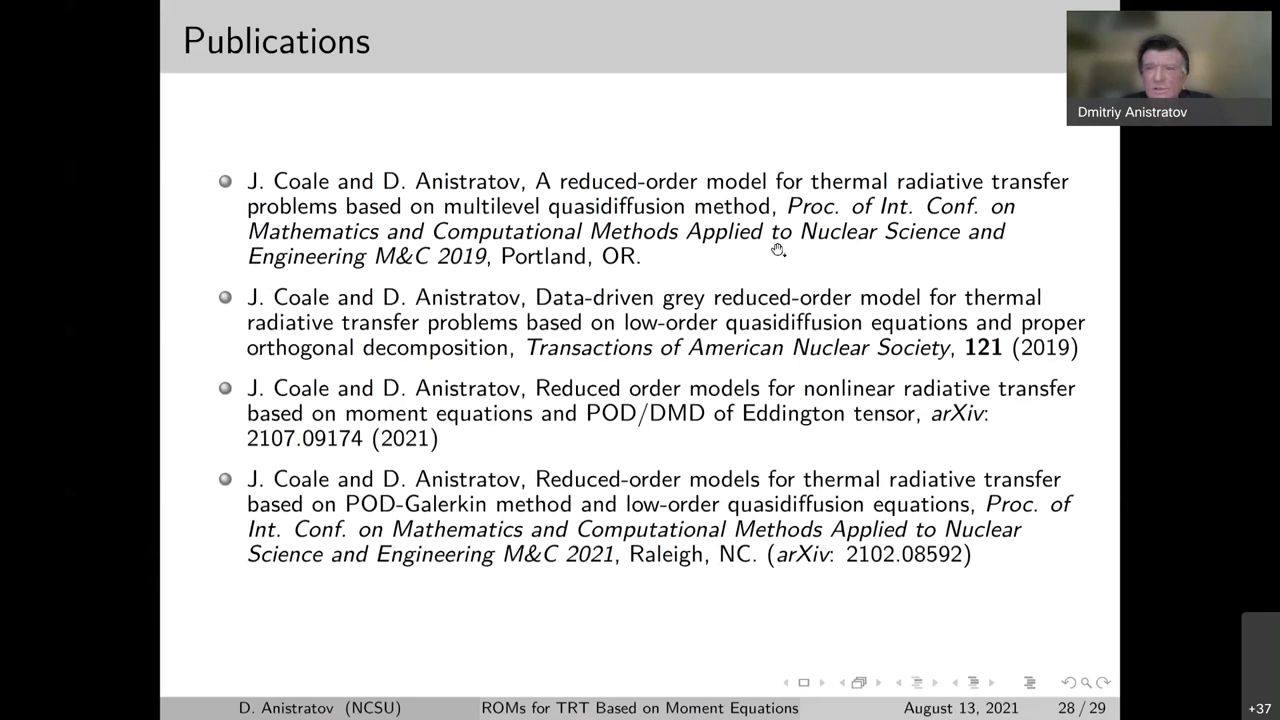 Publications
Dmitriy Anistratov
J. Coale and D. Anistratov, A reduced-order model for thermal radiative transfer
problems based on multilevel quasidiffusion method, Proc. of Int. Conf. on
Mathematics and Computational Methods Applied to Nuclear Science and
Engineering M&C 2019, Portland, OR.
J. Coale and D. Anistratov, Data-driven grey reduced-order model for thermal
radiative transfer problems based on low-order quasidiffusion equations and proper
orthogonal decomposition, Transactions of American Nuclear Society, 121 (2019)
J. Coale and D. Anistratov, Reduced order models for nonlinear radiative transfer
based on moment equations and POD/DMD of Eddington tensor, arXiv:
2107.09174 (2021)
J. Coale and D. Anistratov, Reduced-order models for thermal radiative transfer
based on POD-Galerkin method and low-order quasidiffusion equations, Proc. of
Int. Conf. on Mathematics and Computational Methods Applied to Nuclear
Science and Engineering M&C 2021, Raleigh, NC. (arXiv: 2102.08592)
D. Anistratov (NCSU) ROMs for TRT Based on Moment Equations August 13, 2021 28 / 29
+37